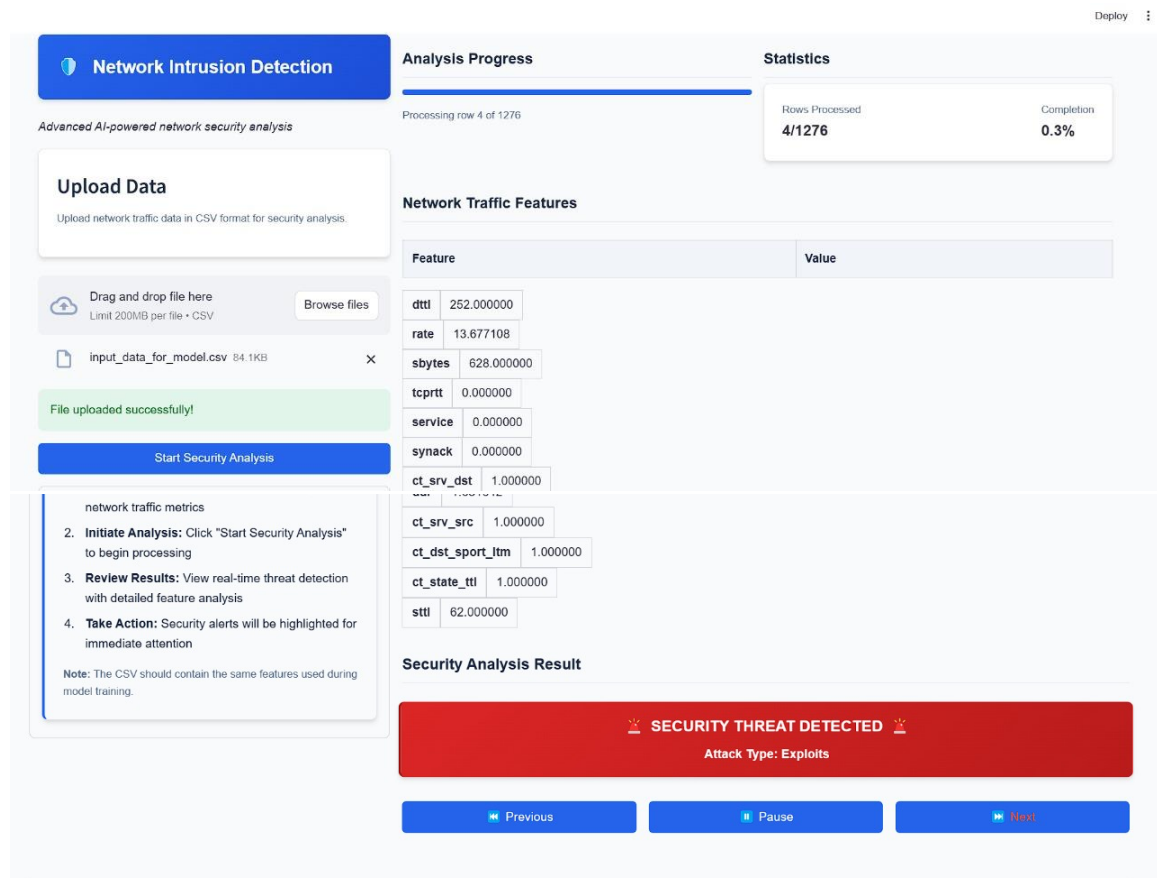 Deploy
Network Intrusion Detection
Advanced AI-powered network security analysis
Upload Data
Upload network traffic data in CSV format for security analysis.
Drag and drop file here
Limit 200MB per file • CSV
Browse files
input_data_for_model.csv 84.1KB
File uploaded successfully!
Start Security Analysis
network traffic metrics
2. Initiate Analysis: Click "Start Security Analysis"
to begin processing
3. Review Results: View real-time threat detection
with detailed feature analysis
4. Take Action: Security alerts will be highlighted for
immediate attention
Note: The CSV should contain the same features used during
model training.
Analysis Progress
Processing row 4 of 1276
Statistics
Rows Processed
4/1276
Completion
0.3%
Network Traffic Features
Feature Value
dttl 252.000000
rate 13.677108
sbytes 628.000000
tcprtt 0.000000
service 0.000000
synack 0.000000
ct_srv_dst 1.000000
ct_srv_src 1.000000
ct_dst_sport_ltm 1.000000
ct_state_ttl 1.000000
sttl 62.000000
Security Analysis Result
SECURITY THREAT DETECTED
Attack Type: Exploits
Previous
Pause
Next